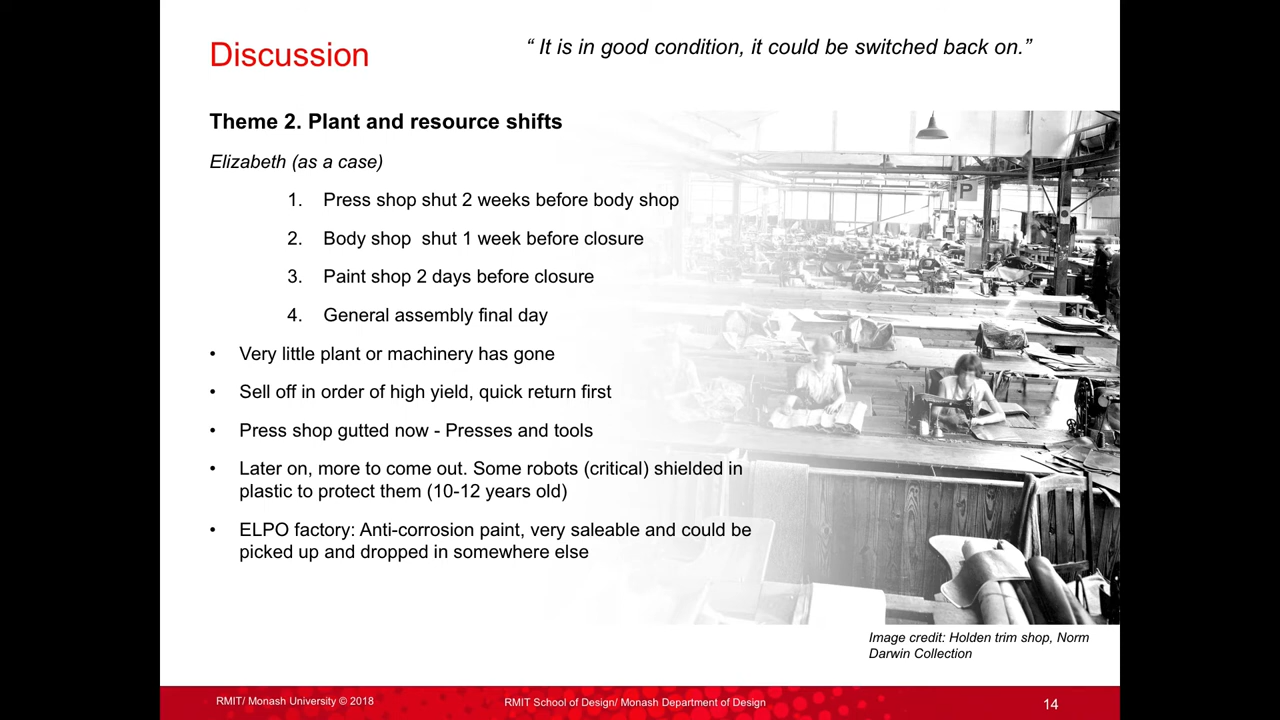 Discussion
“ It is in good condition, it could be switched back on.”
Theme 2. Plant and resource shifts
Elizabeth (as a case)
1. Press shop shut 2 weeks before body shop
2. Body shop  shut 1 week before closure
3. Paint shop 2 days before closure
4. General assembly final day
• Very little plant or machinery has gone
• Sell off in order of high yield, quick return first
• Press shop gutted now - Presses and tools
• Later on, more to come out. Some robots (critical) shielded in
plastic to protect them (10-12 years old)
• ELPO factory: Anti-corrosion paint, very saleable and could be
picked up and dropped in somewhere else
P
Image credit: Holden trim shop, Norm
Darwin Collection
RMIT/ Monash University © 2018
RMIT School of Design/ Monash Department of Design
14